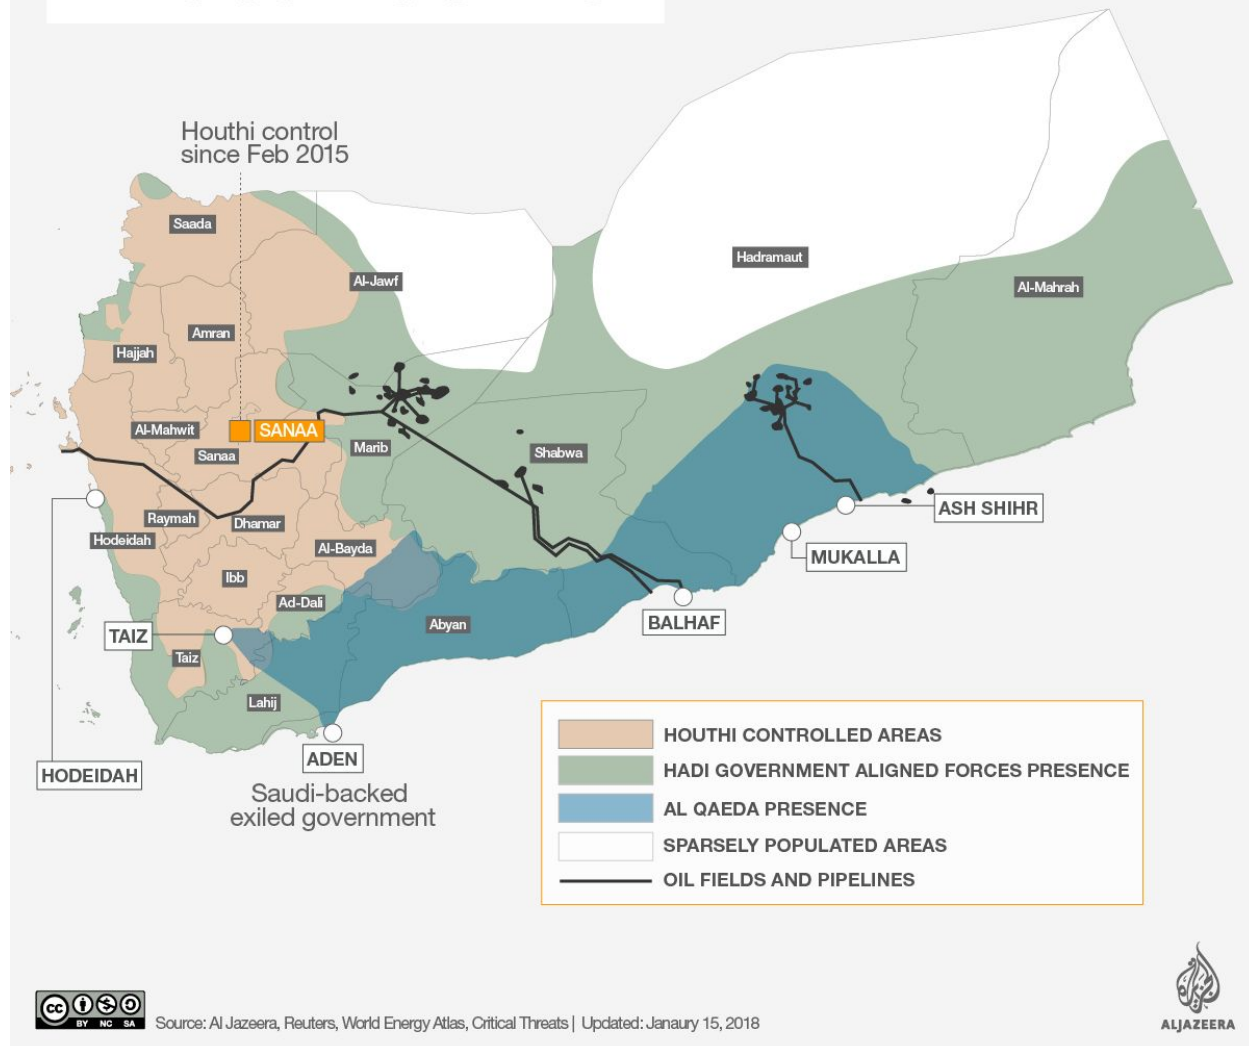 Houthi control
since Feb 2015
Saada
Al-Jawf
Hadramaut
Al-Mahrah
Amran
Hajjah
Al-Mahwit
SANAA
Sanaa
Marib
Shabwa
Raymah
Dhamar
Hodeidah
Al-Bayda
ASH SHIHR
MUKALLA
Ibb
Ad-Dali
Abyan
BALHAF
TAIZ
Taiz
Lahij
ADEN
HODEIDAH
Saudi-backed
exiled government
HOUTHI CONTROLLED AREAS
HADI GOVERNMENT ALIGNED FORCES PRESENCE
AL QAEDA PRESENCE
SPARSELY POPULATED AREAS
OIL FIELDS AND PIPELINES
cc BY NC SA
Source: Al Jazeera, Reuters, World Energy Atlas, Critical Threats | Updated: Janaury 15, 2018
ALJAZEERA